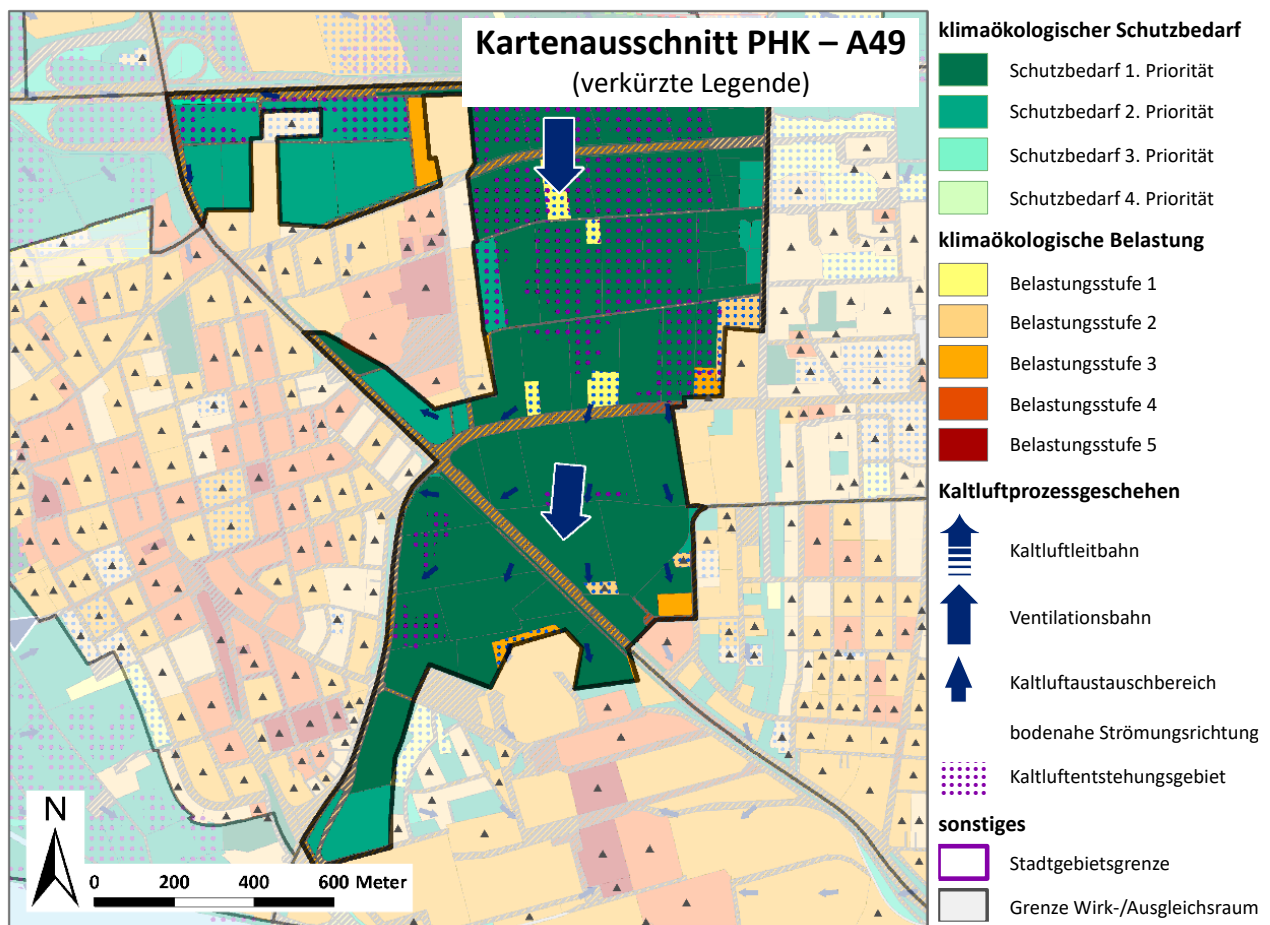 Kartenausschnitt PHK – A49
(verkürzte Legende)
klimaökologischer Schutzbedarf
Schutzbedarf 1. Priorität
Schutzbedarf 2. Priorität
Schutzbedarf 3. Priorität
Schutzbedarf 4. Priorität
klimaökologische Belastung
Belastungsstufe 1
Belastungsstufe 2
Belastungsstufe 3
Belastungsstufe 4
Belastungsstufe 5
Kaltluftprozessgeschehen
Kaltluftleitbahn
Ventilationsbahn
Kaltluftaustauschbereich
bodennahe Strömungsrichtung
Kaltluftentstehungsgebiet
sonstiges
Stadtgebietsgrenze
Grenze Wirk-/Ausgleichsraum
N
0 200 400 600 Meter